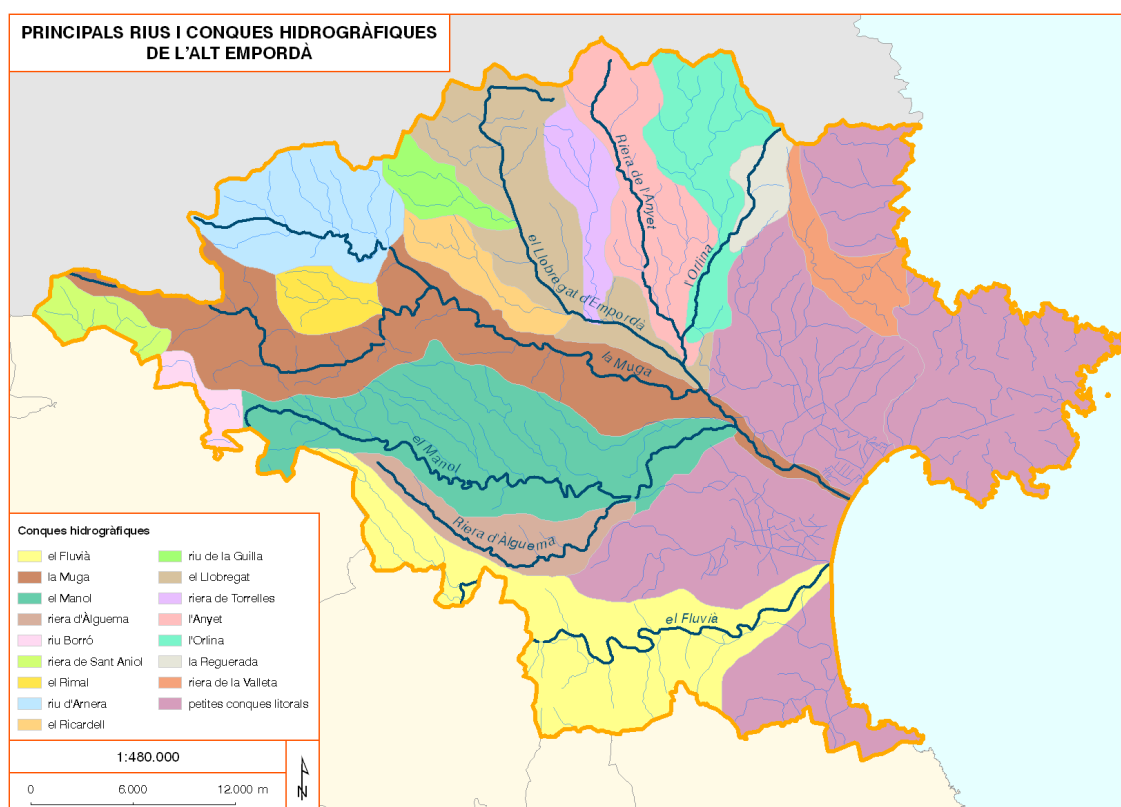 PRINCIPALS RIUS I CONQUES HIDROGRÀFIQUES
DE L'ALT EMPORDÀ
Riera de l'Anyet
el Llobregat d'Empordà
l'Orlina
la Muga
el Manol
Riera d'Àlguema
el Fluvià
Conques hidrogràfiques
el Fluvià
la Muga
el Manol
riera d'Àlguema
riu Borró
riera de Sant Aniol
el Rimal
riu d'Arnera
el Ricardell
riu de la Guilla
el Llobregat
riera de Torrelles
l'Anyet
l'Orlina
la Reguerada
riera de la Valleta
petites conques litorals
1:480.000
0 6.000 12.000 m
N